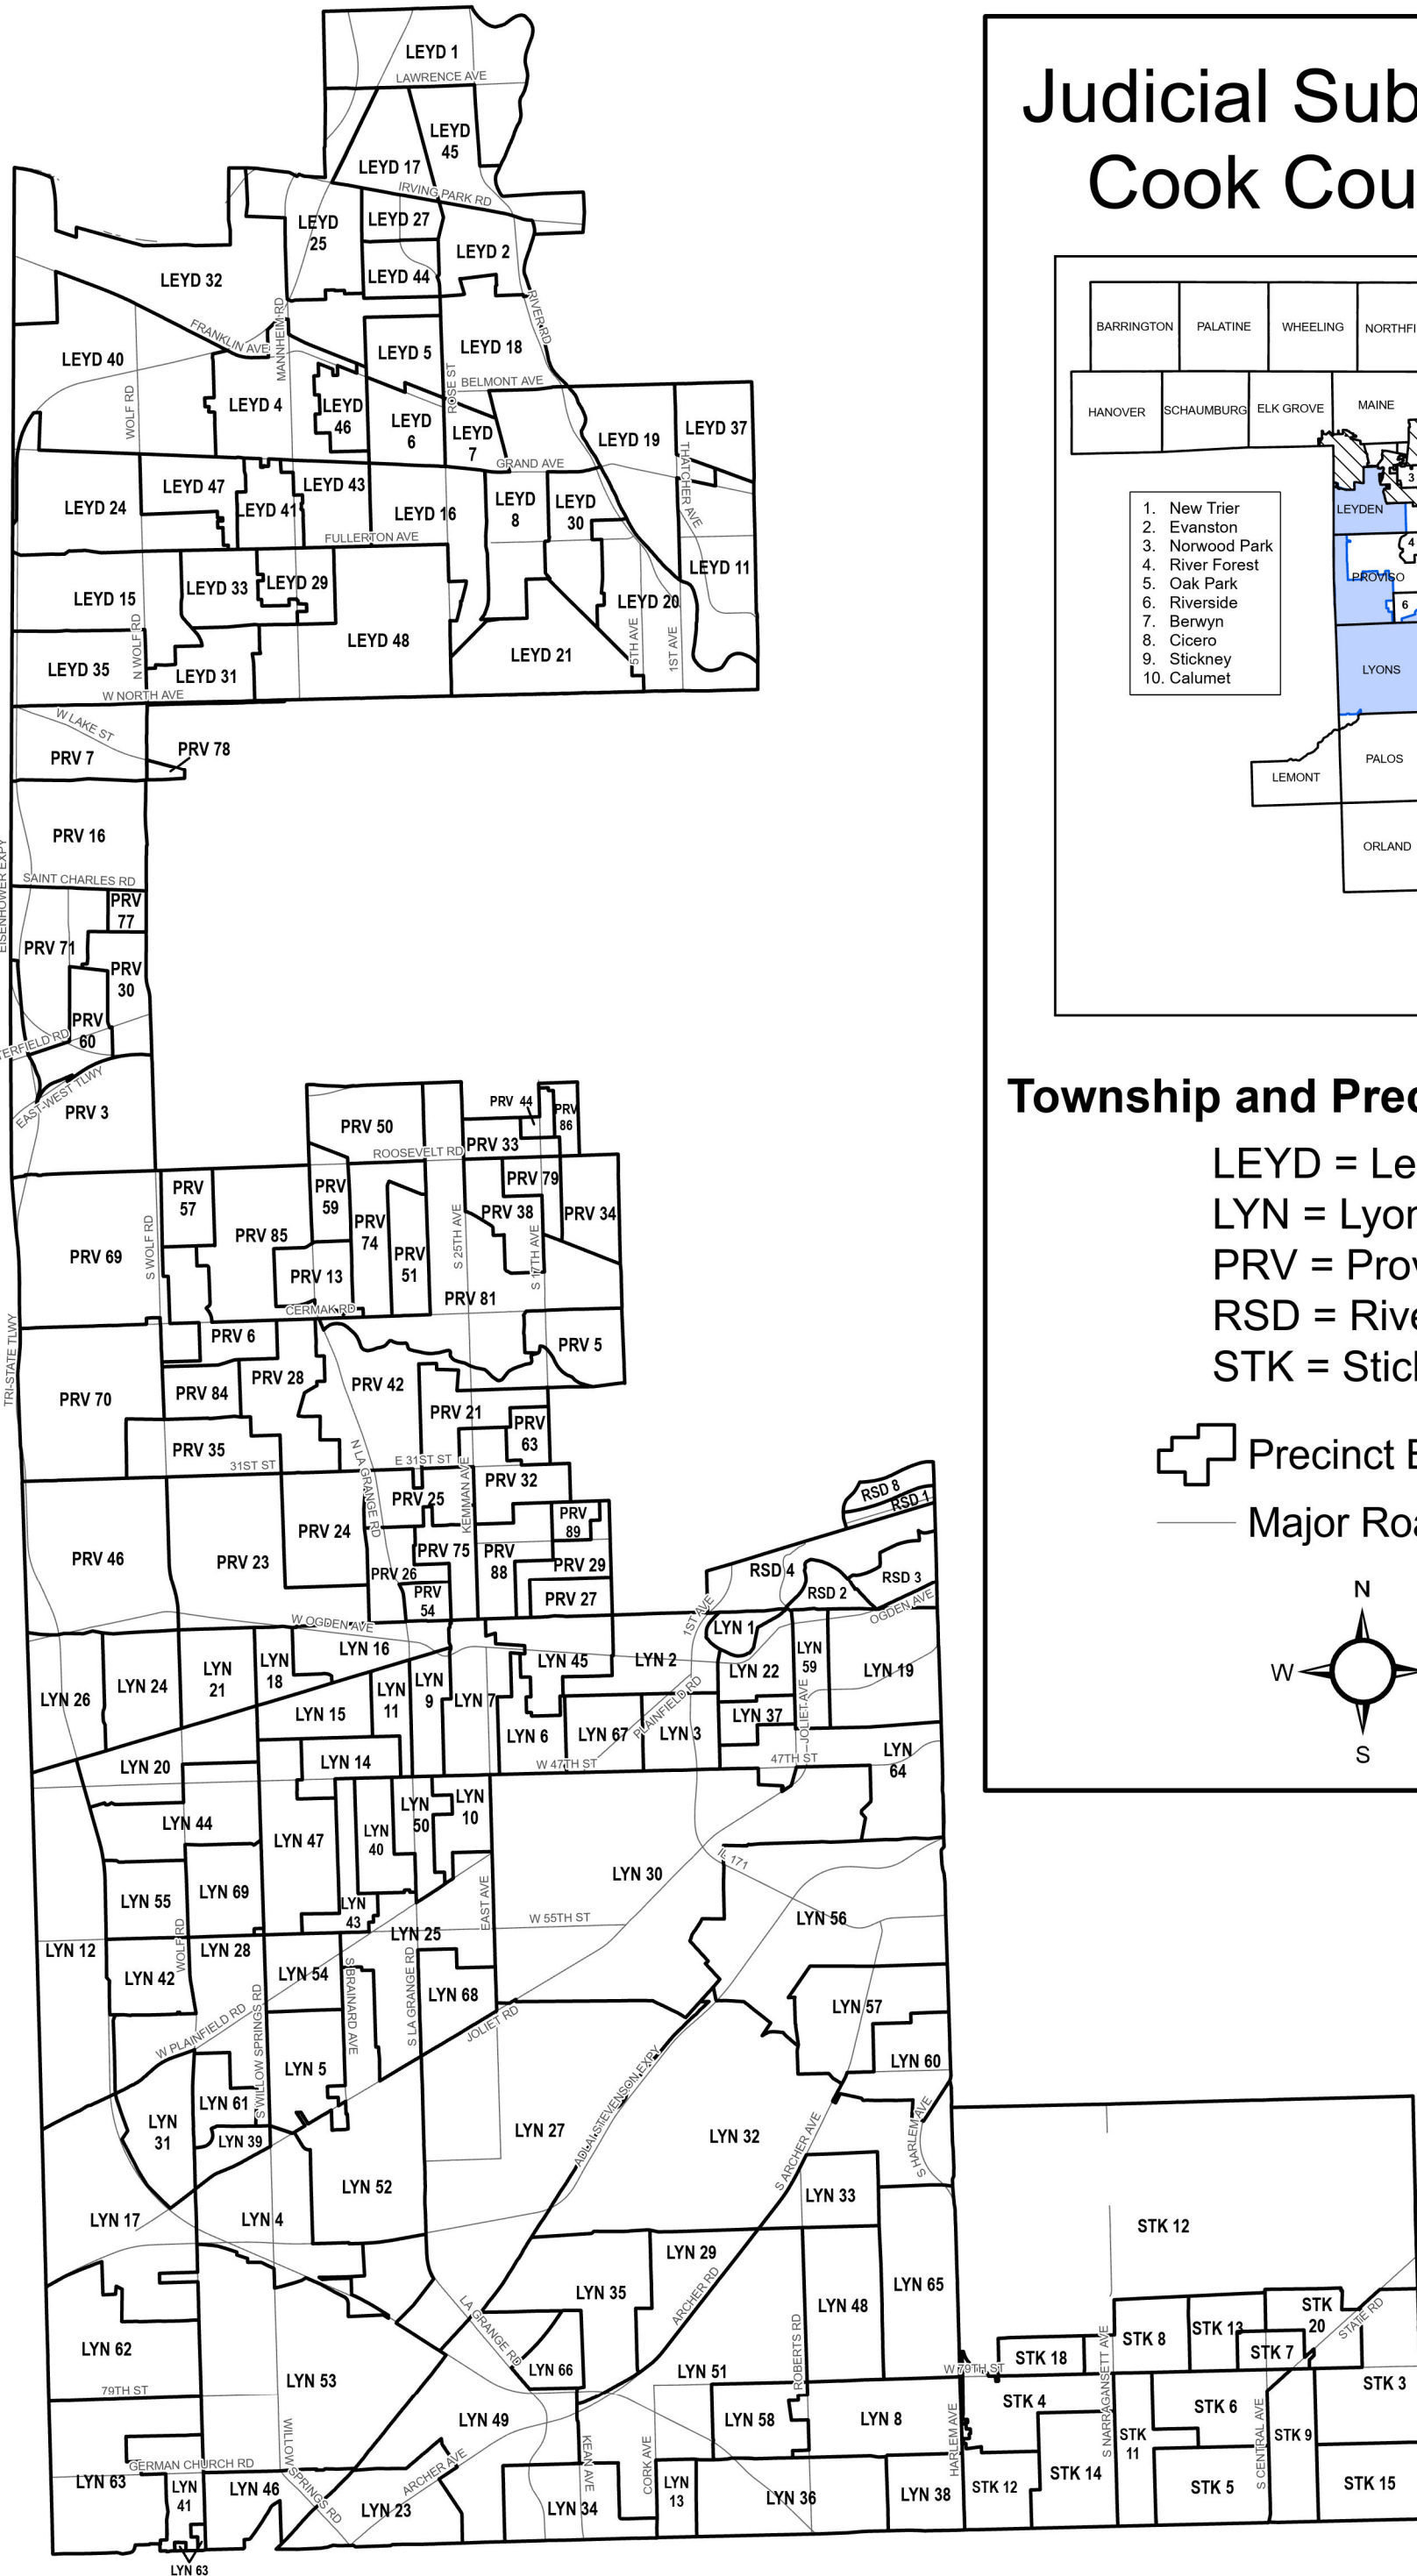 LEYD 1
LAWRENCE AVE
LEYD
45
LEYD 17
IRVING PARK RD
LEYD
25
LEYD 27
LEYD 2
LEYD 44
LEYD 32
RIVER RD
FRANKLIN AVE
MANNHEIM RD
LEYD 40
LEYD 5
LEYD 18
ROSE ST
BELMONT AVE
WOLF RD
LEYD 4
LEYD
46
LEYD
6
LEYD
7
LEYD 19
LEYD 37
THATCHER AVE
GRAND AVE
LEYD 24
LEYD 47
LEYD 41
LEYD 43
LEYD 16
LEYD
8
LEYD
30
FULLERTON AVE
LEYD 11
LEYD 15
LEYD 33
LEYD 29
LEYD 20
LEYD 48
LEYD 21
5TH AVE
1ST AVE
N WOLF RD
LEYD 35
LEYD 31
W NORTH AVE
W LAKE ST
PRV 7
PRV 78
PRV 16
EISENHOWER EXPY
SAINT CHARLES RD
PRV
77
PRV 71
PRV
30
PRV
60
TERFIELD RD
EAST-WEST TLWY
PRV 3
PRV 50
PRV 44
PRV
86
PRV 33
ROOSEVELT RD
PRV
57
PRV
59
PRV 79
PRV 38
PRV 34
PRV 85
PRV
74
PRV
51
S 25TH AVE
S 17TH AVE
S WOLF RD
PRV 69
PRV 13
PRV 81
CERMAK RD
PRV 6
PRV 5
TRI-STATE TLWY
PRV 28
PRV 42
PRV 84
PRV 70
PRV 21
PRV
63
PRV 35
31ST ST
E 31ST ST
N LA GRANGE RD
KEMMAN AVE
PRV 32
PRV 25
PRV
89
PRV 24
PRV 46
PRV 23
PRV 75
PRV
88
PRV 29
PRV 26
PRV
54
PRV 27
RSD 8
RSD 1
RSD 4
RSD 3
RSD 2
OGDEN AVE
W OGDEN AVE
1ST AVE
LYN 1
LYN 16
LYN 2
LYN 45
LYN
18
LYN
21
LYN 24
LYN 26
LYN
9
LYN
11
LYN 7
LYN 22
LYN
59
LYN 19
LYN 15
LYN 6
LYN 67
PLAINFIELD RD
LYN 3
LYN 37
JOLIET AVE
LYN 20
LYN 14
W 47TH ST
47TH ST
LYN
64
LYN 44
LYN 47
LYN
40
LYN
50
LYN
10
LYN 30
IL 171
LYN 55
LYN 69
LYN
43
LYN 25
EAST AVE
W 55TH ST
LYN 56
LYN 12
WOLF RD
LYN 28
LYN 42
LYN 54
S BRAINARD AVE
S LA GRANGE RD
LYN 68
JOLIET RD
LYN 57
W PLAINFIELD RD
S WILLOW SPRINGS RD
LYN 5
LYN 60
LYN 61
LYN
31
LYN 39
LYN 27
ADLAI STEVENSON EXPY
LYN 32
S ARCHER AVE
S HARLEM AVE
LYN 52
LYN 17
LYN 4
LYN 33
STK 12
LYN 29
LYN 65
LYN 35
ARCHER RD
LYN 48
LA GRANGE RD
LYN 62
LYN 53
LYN 66
LYN 51
ROBERTS RD
W 79TH ST
STK 18
STK 8
STK 13
STK
20
STATE RD
STK 7
STK 3
79TH ST
LYN 49
LYN 58
LYN 8
STK 4
S NARRAGANSETT AVE
STK 6
STK
11
STK 9
S CENTRAL AVE
HARLEM AVE
GERMAN CHURCH RD
LYN 63
LYN
41
LYN 46
WILLOW SPRINGS RD
ARCHER AVE
LYN 23
KEAN AVE
LYN 34
CORK AVE
LYN
13
LYN 36
LYN 38
STK 12
STK 14
STK 5
STK 15
LYN 63
Judicial Sub
Cook Cou
BARRINGTON
PALATINE
WHEELING
NORTHFI
HANOVER
SCHAUMBURG
ELK GROVE
MAINE
3
LEYDEN
4
PROVISO
6
LYONS
PALOS
LEMONT
ORLAND
1. New Trier
2. Evanston
3. Norwood Park
4. River Forest
5. Oak Park
6. Riverside
7. Berwyn
8. Cicero
9. Stickney
10. Calumet
Township and Prec
LEYD = Le
LYN = Lyon
PRV = Prov
RSD = Rive
STK = Stick
Precinct B
Major Roa
N
W
S